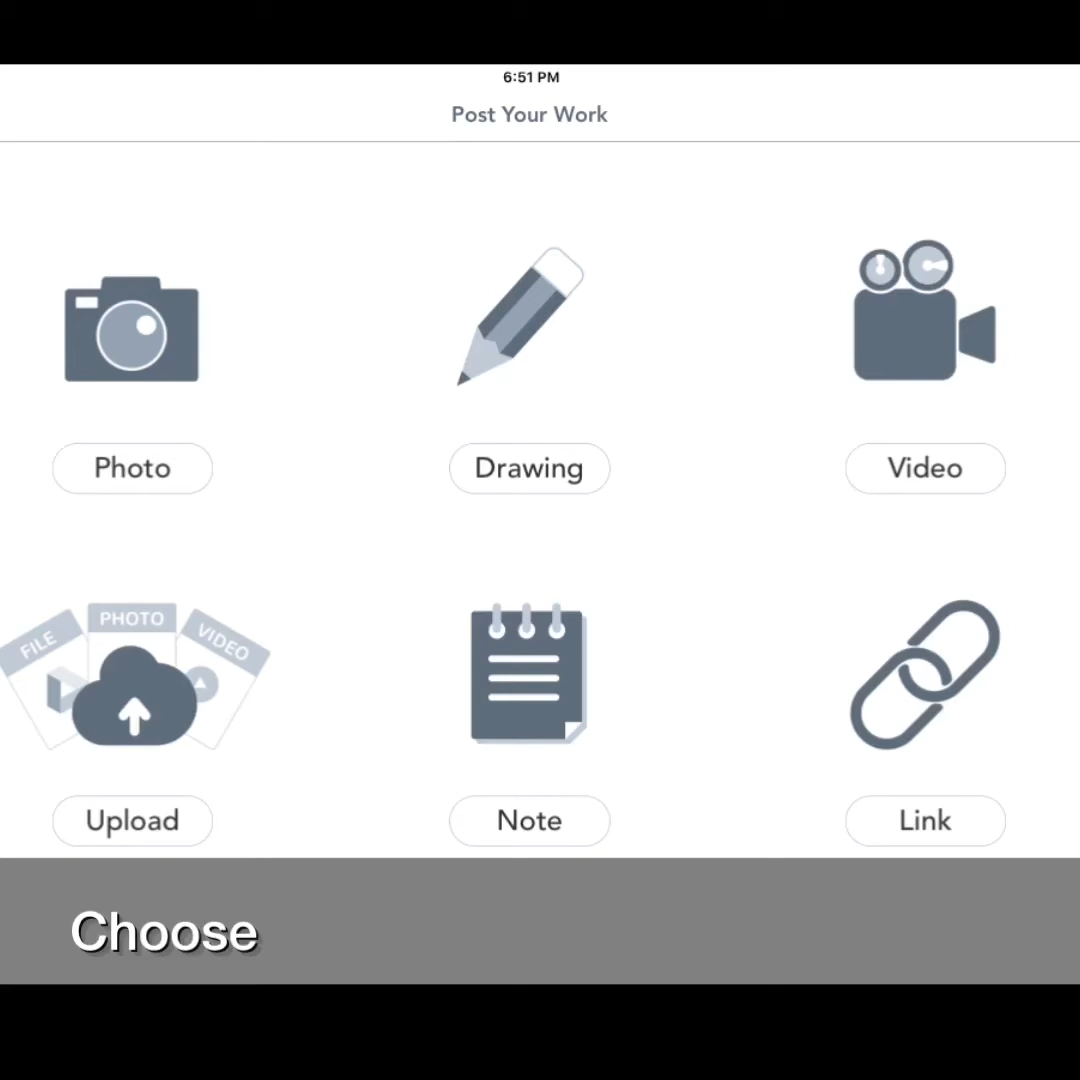 6:51 PM
Post Your Work
Photo
Drawing
Video
FILE
PHOTO
VIDEO
Upload
Note
Link
Choose